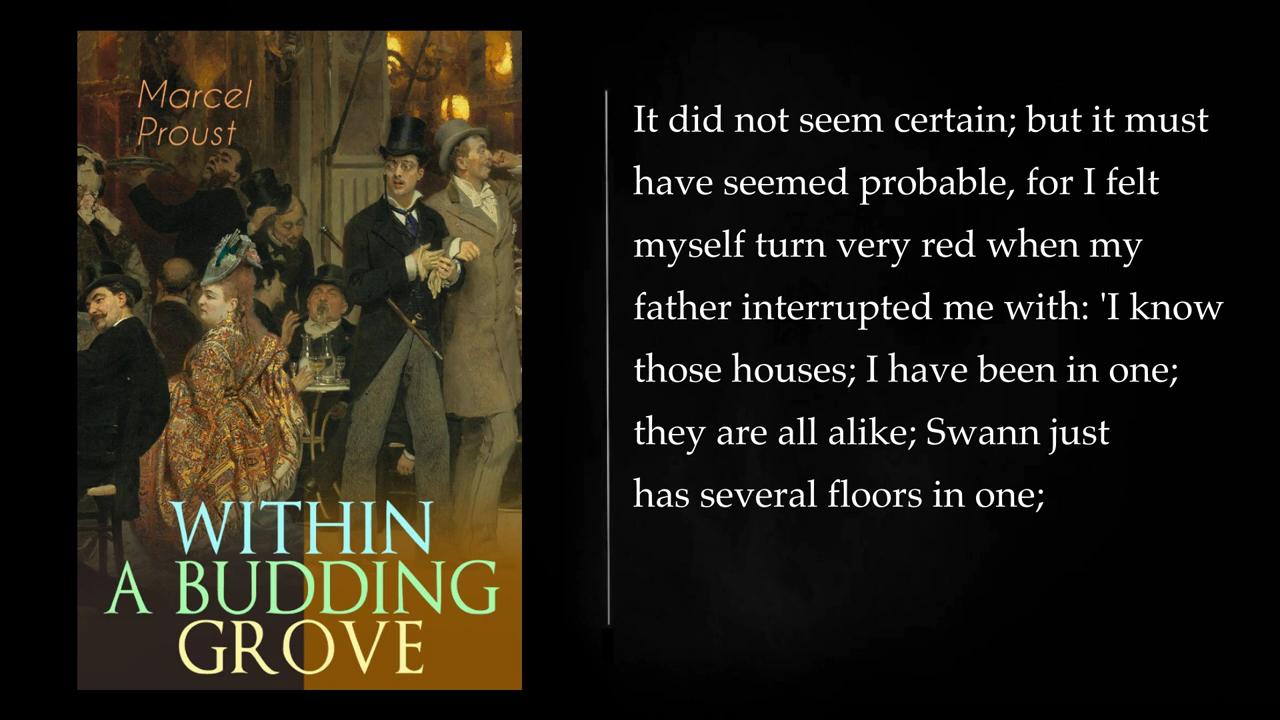 Marcel
Proust
WITHIN
A BUDDING
GROVE
It did not seem certain; but it must
have seemed probable, for I felt
myself turn very red when my
father interrupted me with: 'I know
those houses; I have been in one;
they are all alike; Swann just
has several floors in one;